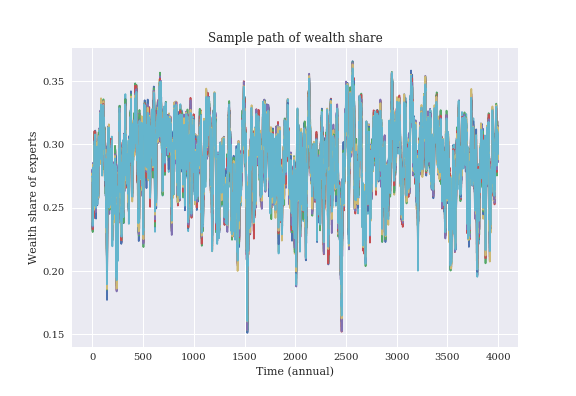 Sample path of wealth share
Wealth share of experts
0.35
0.30
0.25
0.20
0.15
0 500 1000 1500 2000 2500 3000 3500 4000
Time (annual)